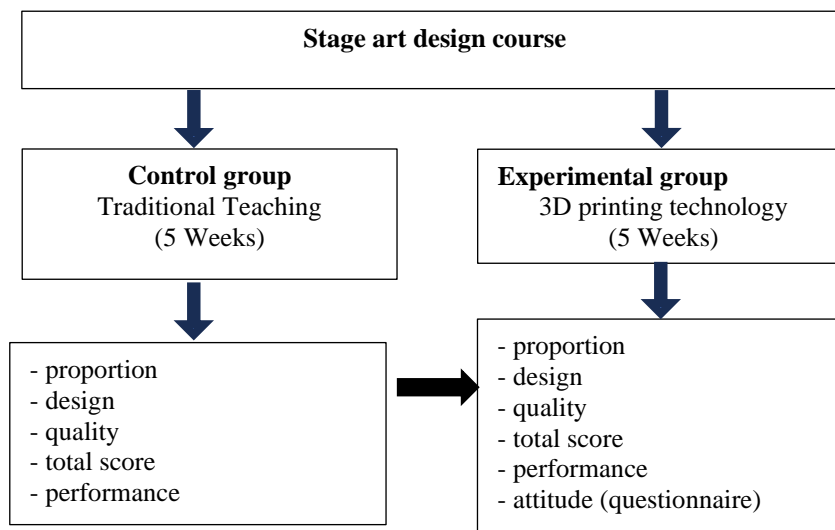 Stage art design course
Control group
Traditional Teaching
(5 Weeks)
Experimental group
3D printing technology
(5 Weeks)
- proportion
- design
- quality
- total score
- performance
- proportion
- design
- quality
- total score
- performance
- attitude (questionnaire)